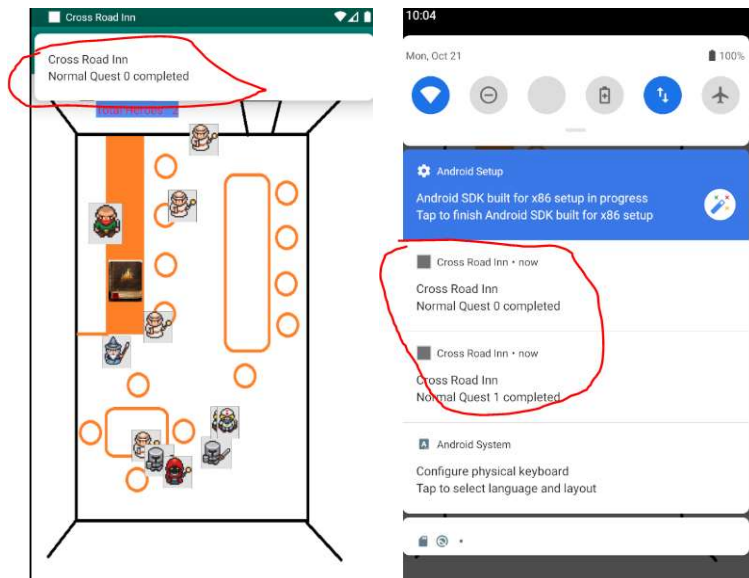 Cross Road Inn
Cross Road Inn
Normal Quest 0 completed
Total Heroes 2
10:04
Mon, Oct 21
100%
Android Setup
Android SDK built for x86 setup in progress
Tap to finish Android SDK built for x86 setup
Cross Road Inn • now
Cross Road Inn
Normal Quest 0 completed
Cross Road Inn • now
Cross Road Inn
Normal Quest 1 completed
Android System
Configure physical keyboard
Tap to select language and layout